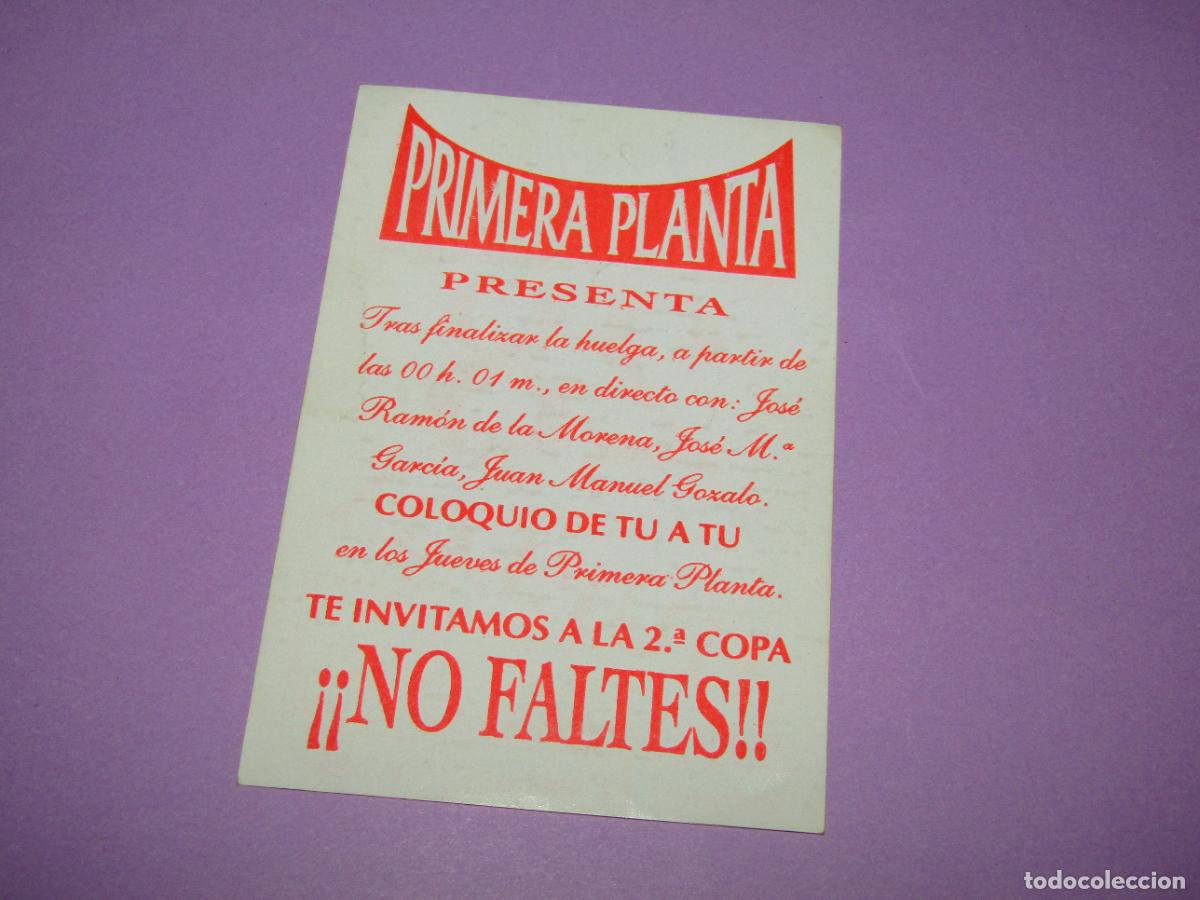 PRIMERA PLANTA
PRESENTA
Tras finalizar la huelga, a partir de
las 00 h. 01 m., en directo con: José
Ramón de la Morena, José M.ª
García, Juan Manuel Gozalo.
COLOQUIO DE TU A TU
en los Jueves de Primera Planta.
TE INVITAMOS A LA 2.ª COPA
¡¡NO FALTES!!
todocoleccion